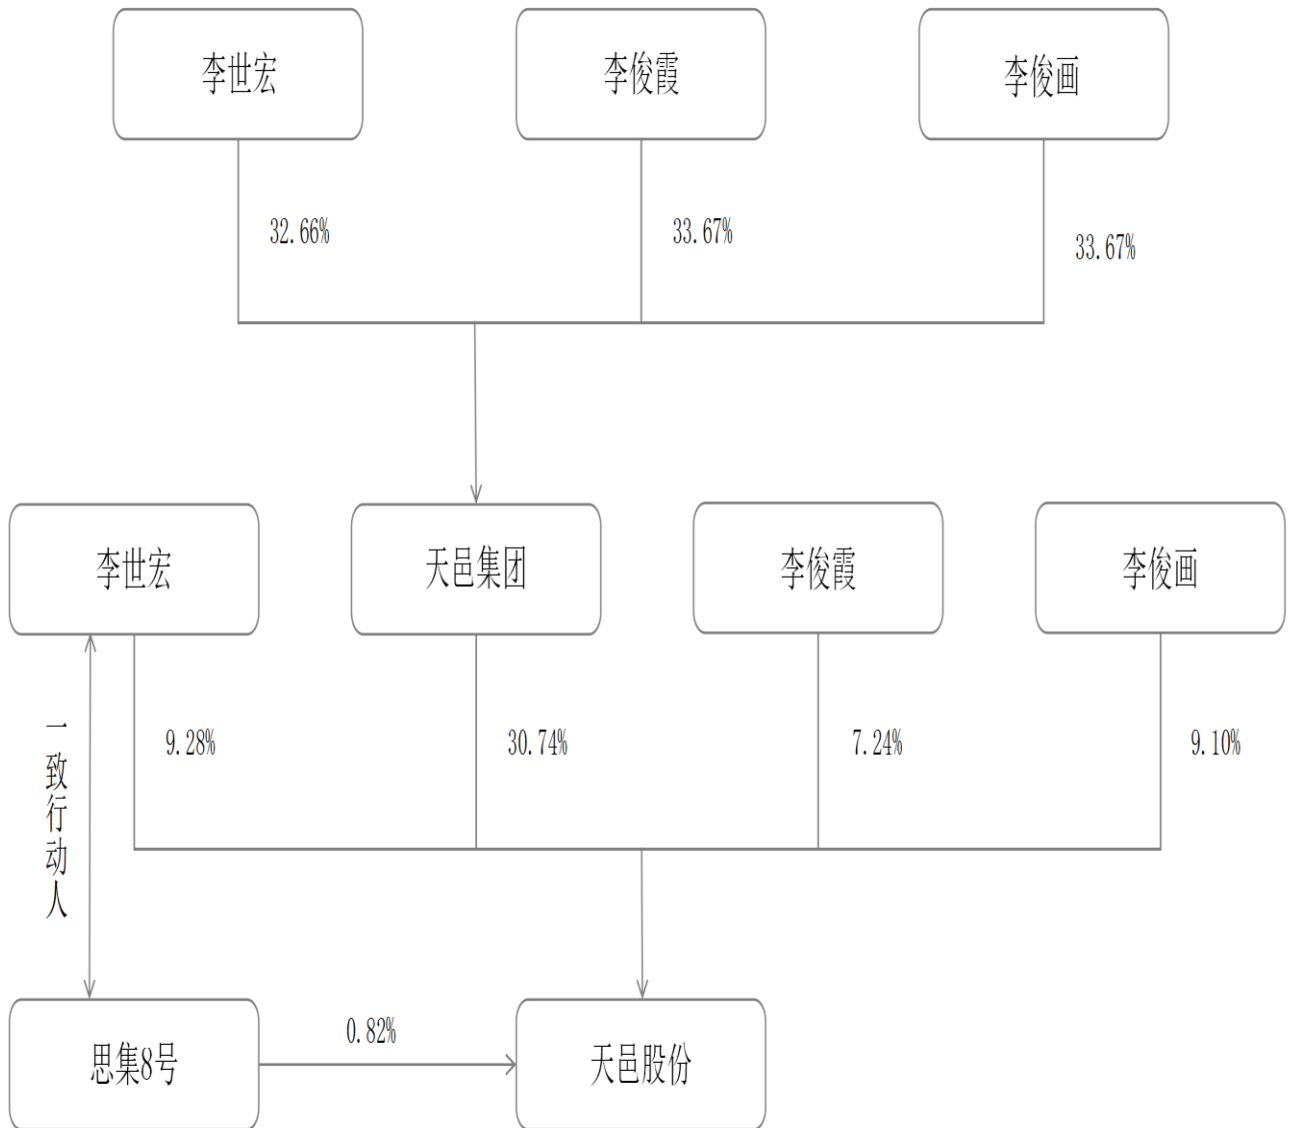 李世宏
李俊霞
李俊画
32.66%
33.67%
33.67%
李世宏
天邑集团
李俊霞
李俊画
一致行动人
9.28%
30.74%
7.24%
9.10%
思集8号
0.82%
天邑股份